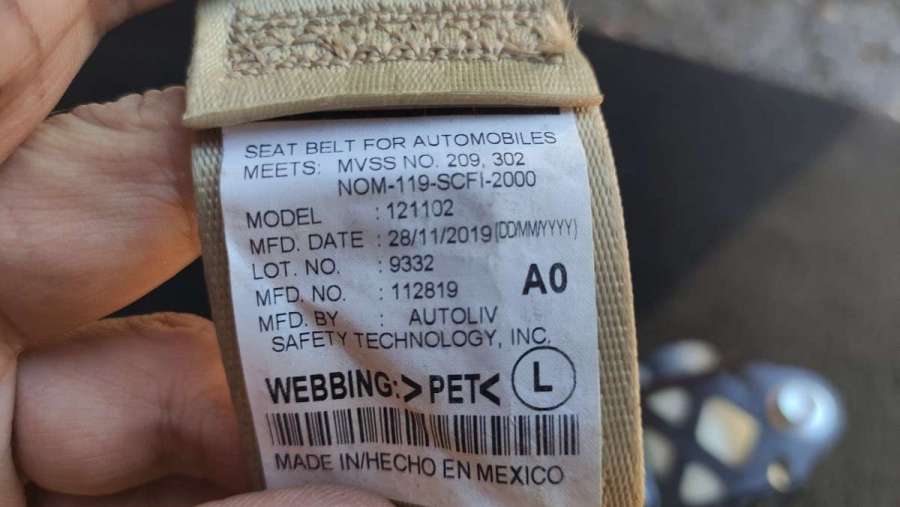 SEAT BELT FOR AUTOMOBILES
MEETS: MVSS NO. 209, 302
NOM-119-SCFI-2000
MODEL : 121102
MFD. DATE : 28/11/2019 (DD/MM/YYYY)
LOT. NO. : 9332
MFD. NO. : 112819 A0
MFD. BY : AUTOLIV
SAFETY TECHNOLOGY, INC.
WEBBING:>PET< L
MADE IN/HECHO EN MEXICO